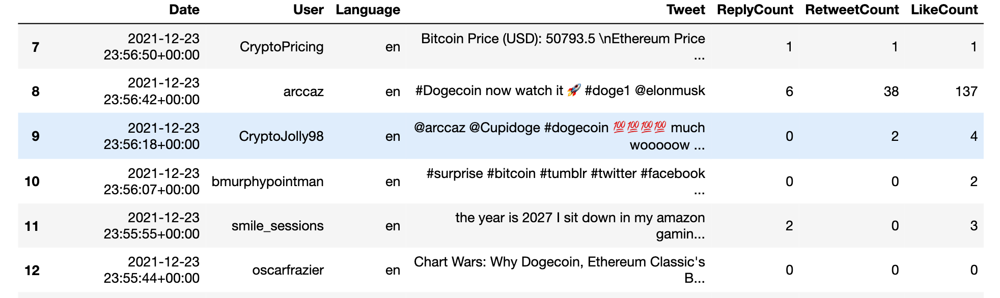 Date User Language Tweet ReplyCount RetweetCount LikeCount
7 2021-12-23 23:56:50+00:00 CryptoPricing en Bitcoin Price (USD): 50793.5 \nEthereum Price ... 1 1 1
8 2021-12-23 23:56:42+00:00 arccaz en #Dogecoin now watch it 🚀 #doge1 @elonmusk 6 38 137
9 2021-12-23 23:56:18+00:00 CryptoJolly98 en @arccaz @Cupidoge #dogecoin 💯💯💯💯 much wooooow ... 0 2 4
10 2021-12-23 23:56:07+00:00 bmurphypointman en #surprise #bitcoin #tumblr #twitter #facebook ... 0 0 2
11 2021-12-23 23:55:55+00:00 smile_sessions en the year is 2027 I sit down in my amazon gamin... 2 0 3
12 2021-12-23 23:55:44+00:00 oscarfrazier en Chart Wars: Why Dogecoin, Ethereum Classic's B... 0 0 0